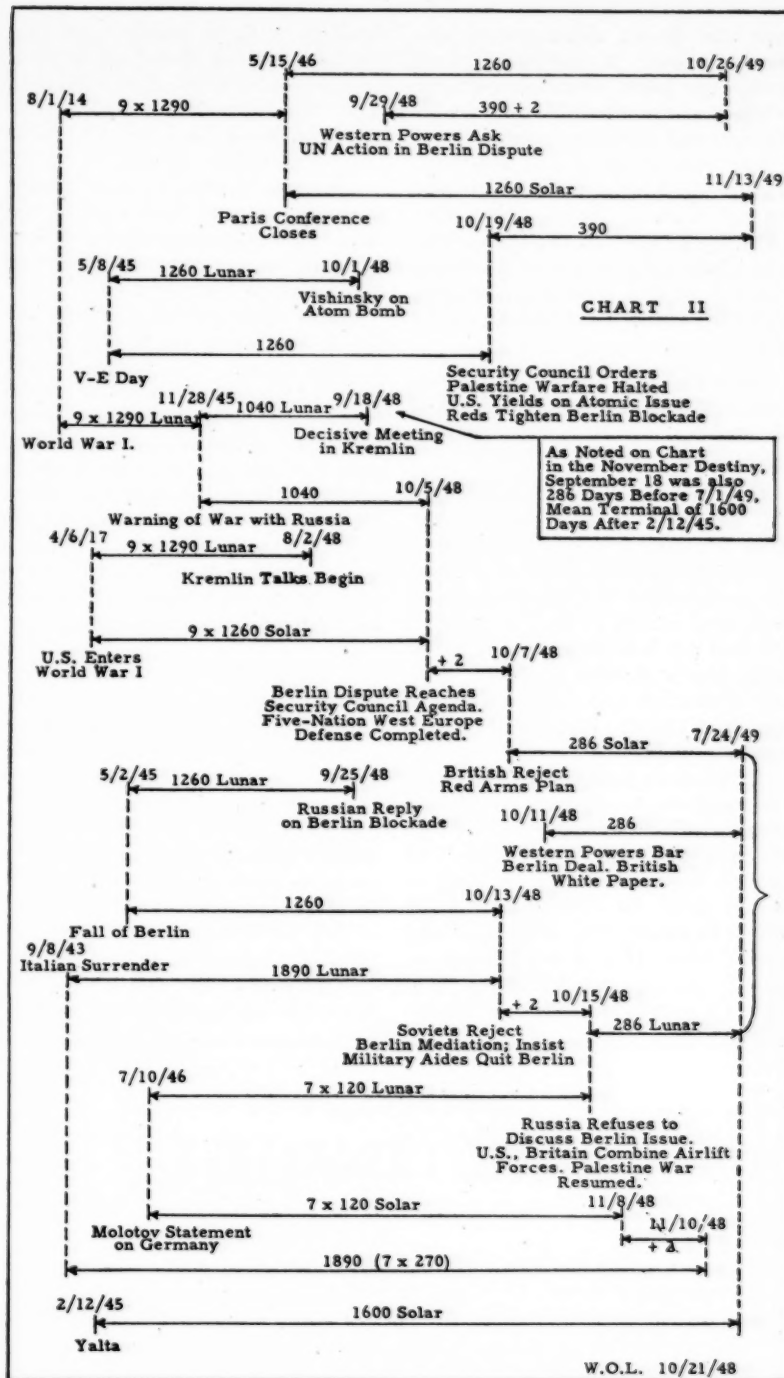 5/15/46 1260 10/26/49
8/1/14 9 x 1290 9/29/48 390 + 2
Western Powers Ask
UN Action in Berlin Dispute
1260 Solar 11/13/49
Paris Conference
Closes
10/19/48 390
5/8/45 1260 Lunar 10/1/48
Vishinsky on
Atom Bomb
CHART II
1260
V-E Day
Security Council Orders
Palestine Warfare Halted
U.S. Yields on Atomic Issue
Reds Tighten Berlin Blockade
11/28/45 1040 Lunar 9/18/48
9 x 1290 Lunar
World War I.
Decisive Meeting
in Kremlin
As Noted on Chart
in the November Destiny,
September 18 was also
286 Days Before 7/1/49,
Mean Terminal of 1600
Days After 2/12/45.
1040 10/5/48
Warning of War with Russia
4/6/17 9 x 1290 Lunar 8/2/48
Kremlin Talks Begin
9 x 1260 Solar
U.S. Enters
World War I
+ 2 10/7/48
Berlin Dispute Reaches
Security Council Agenda.
Five-Nation West Europe
Defense Completed.
286 Solar 7/24/49
British Reject
Red Arms Plan
5/2/45 1260 Lunar 9/25/48
Russian Reply
on Berlin Blockade
10/11/48 286
Western Powers Bar
Berlin Deal. British
White Paper.
1260 10/13/48
Fall of Berlin
9/8/43
Italian Surrender
1890 Lunar
+ 2 10/15/48
286 Lunar
Soviets Reject
Berlin Mediation; Insist
Military Aides Quit Berlin
7/10/46 7 x 120 Lunar
Russia Refuses to
Discuss Berlin Issue.
U.S., Britain Combine Airlift
Forces. Palestine War
Resumed.
7 x 120 Solar 11/8/48
Molotov Statement
on Germany
11/10/48
+ 2
1890 (7 x 270)
2/12/45 1600 Solar
Yalta
W.O.L. 10/21/48